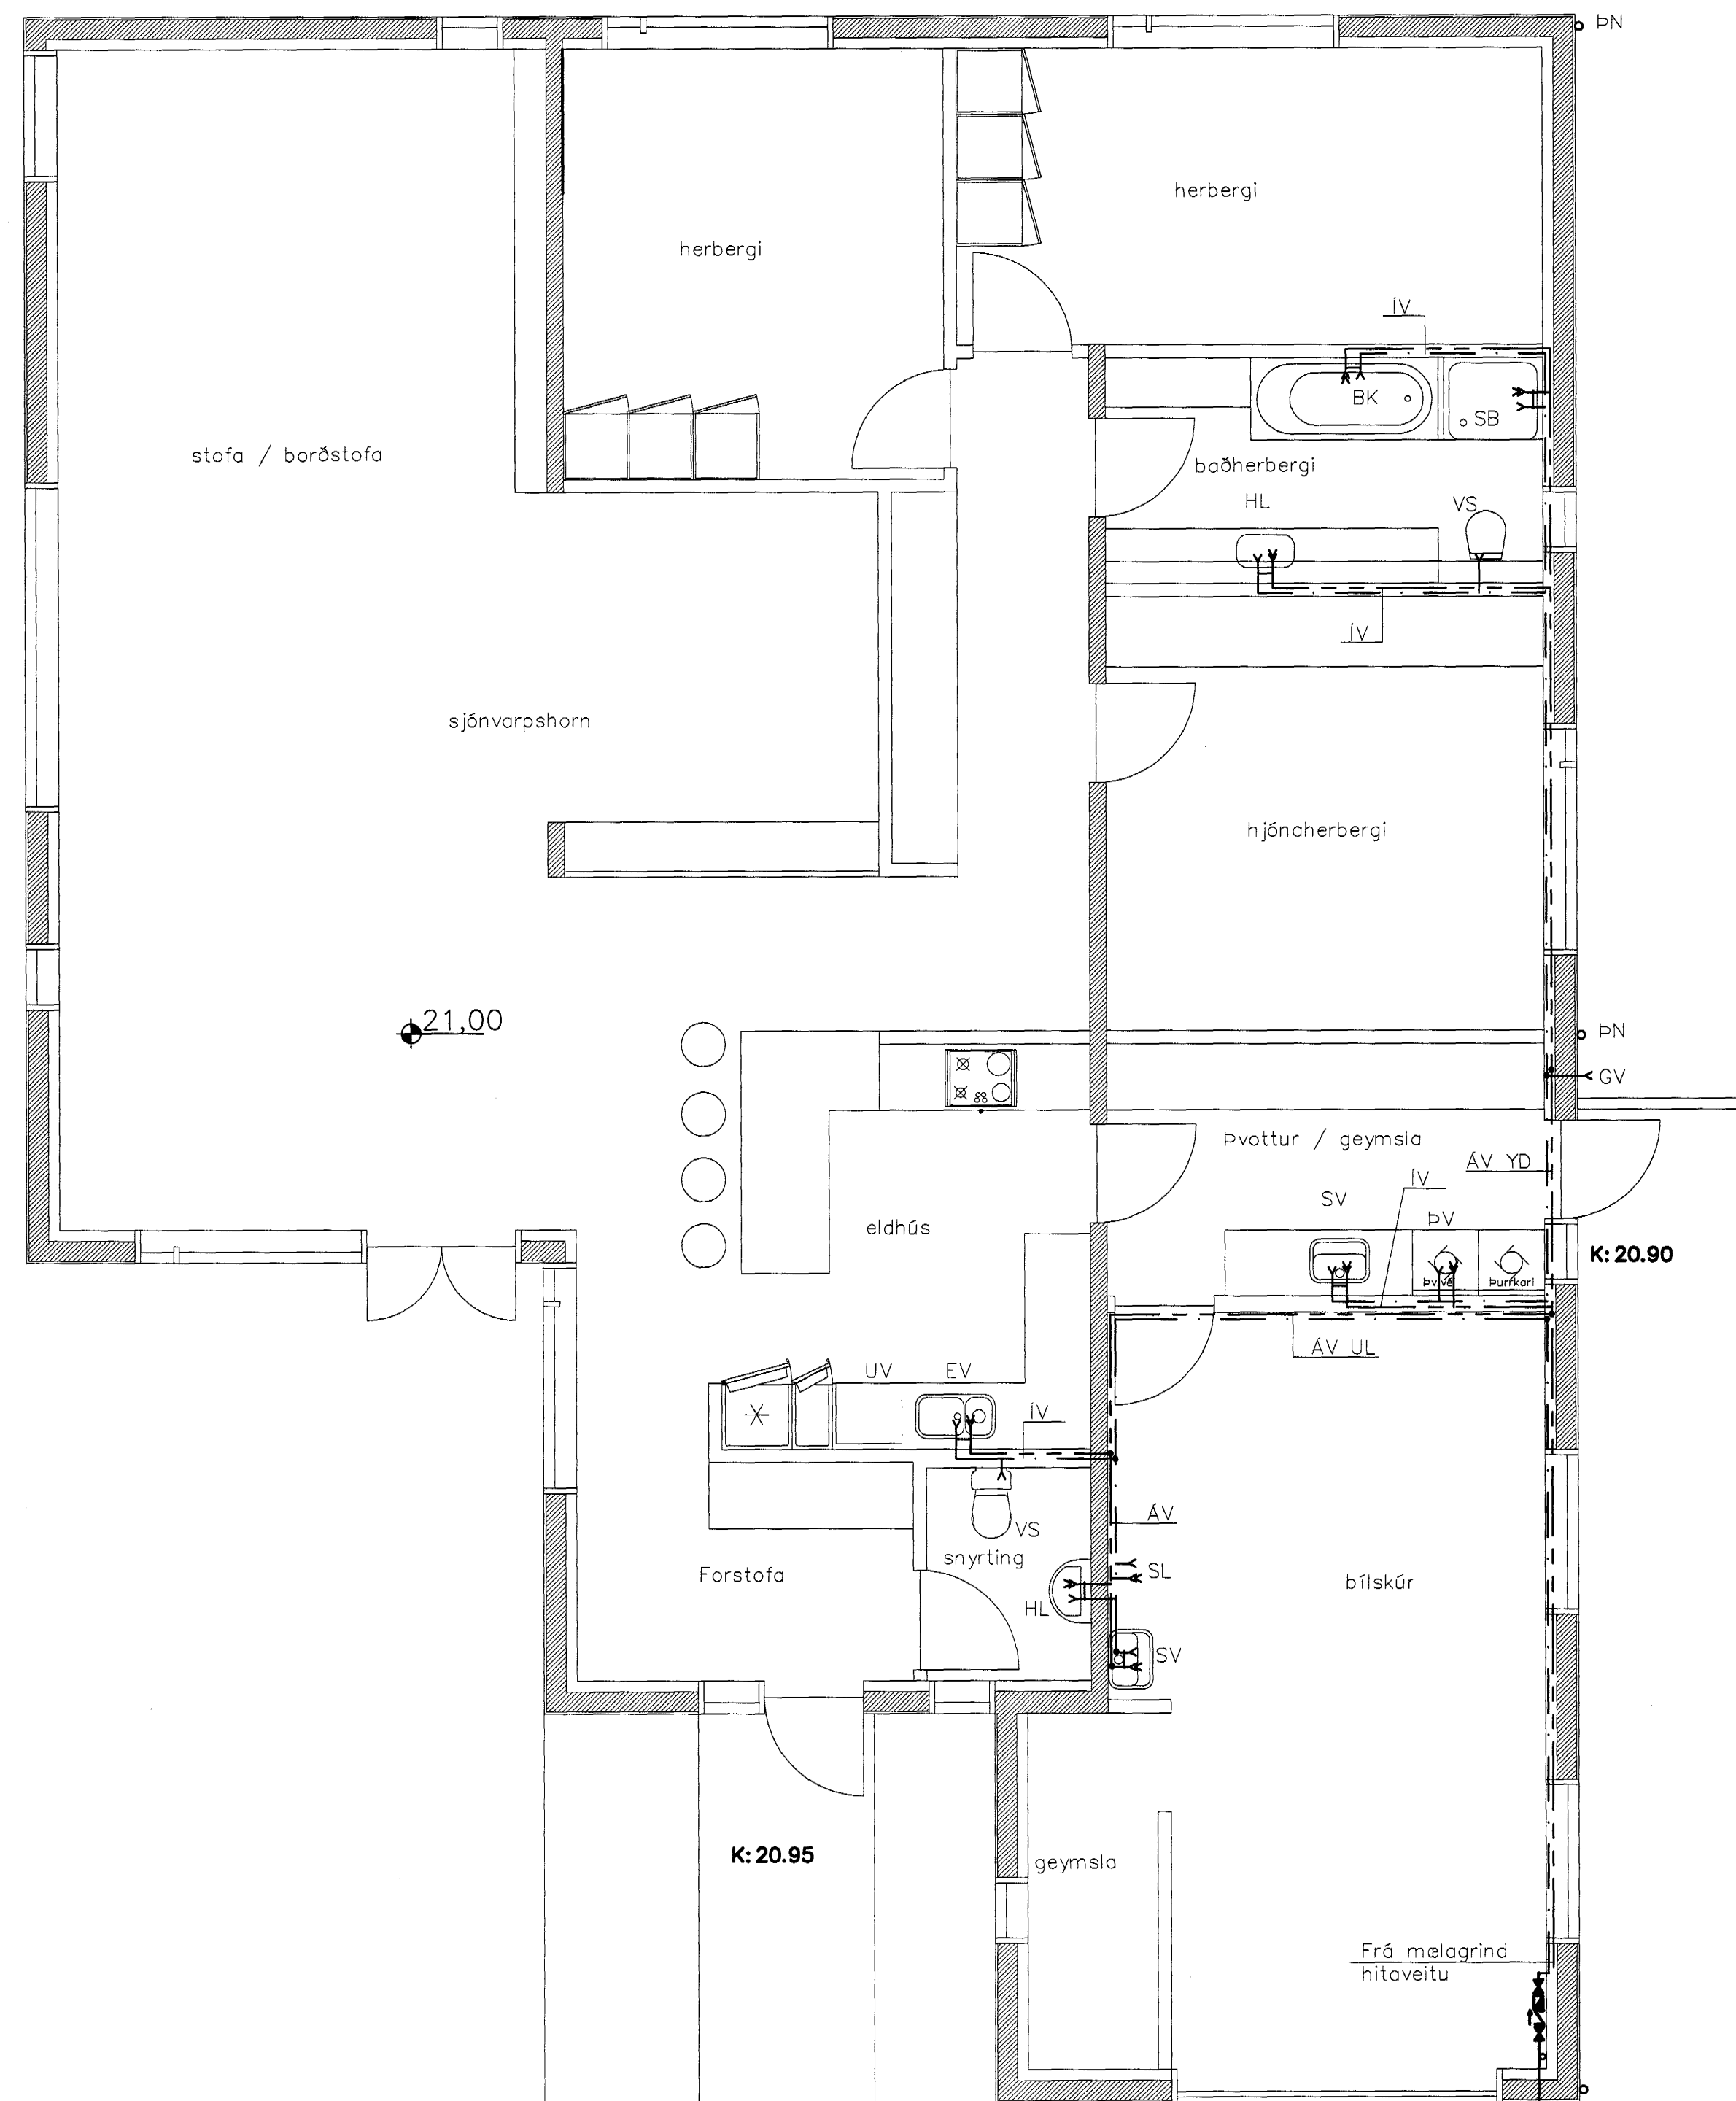 ÞN
herbergi
herbergi
ÍV
BK
SB
stofa / borðstofa
baðherbergi
HL
VS
ÍV
sjónvarpshorn
hjónaherbergi
21,00
ÞN
GV
Þvottur / geymsla
ÁV YD
ÍV
SV
ÞV
eldhús
K: 20.90
Þv.vél
Þurrkari
ÁV UL
UV
EV
ÍV
ÁV
VS
snyrting
SL
Forstofa
bílskúr
HL
SV
K: 20.95
geymsla
Frá mælagrind
hitaveitu